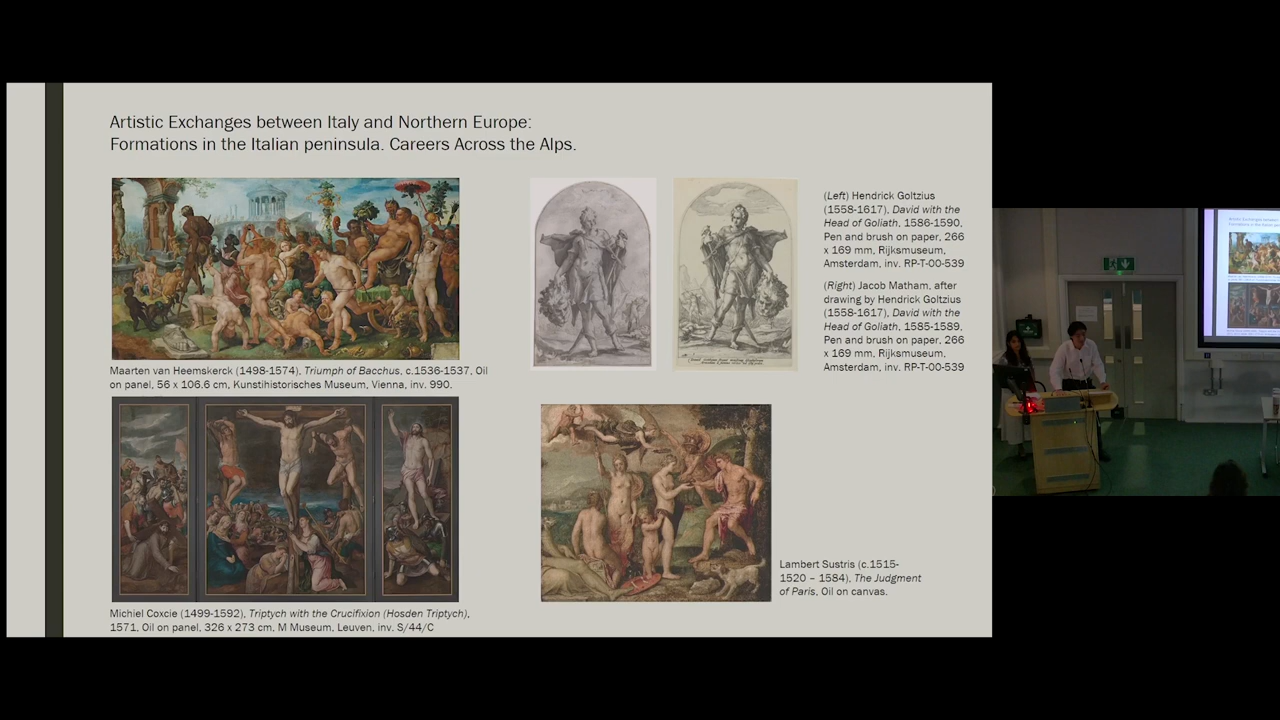 Artistic Exchanges between Italy and Northern Europe:
Formations in the Italian peninsula. Careers Across the Alps.
Maarten van Heemskerck (1498-1574), Triumph of Bacchus, c.1536-1537, Oil
on panel, 56 x 106.6 cm, Kunstihistorisches Museum, Vienna, inv. 990.
(Left) Hendrick Goltzius
(1558-1617), David with the
Head of Goliath, 1586-1590,
Pen and brush on paper, 266
x 169 mm, Rijksmuseum,
Amsterdam, inv. RP-T-00-539
(Right) Jacob Matham, after
drawing by Hendrick Goltzius
(1558-1617), David with the
Head of Goliath, 1585-1589,
Pen and brush on paper, 266
x 169 mm, Rijksmuseum,
Amsterdam, inv. RP-T-00-539
Michiel Coxcie (1499-1592), Triptych with the Crucifixion (Hosden Triptych),
1571, Oil on panel, 326 x 273 cm, M Museum, Leuven, inv. S/44/C
Lambert Sustris (c.1515-
1520 – 1584), The Judgment
of Paris, Oil on canvas.